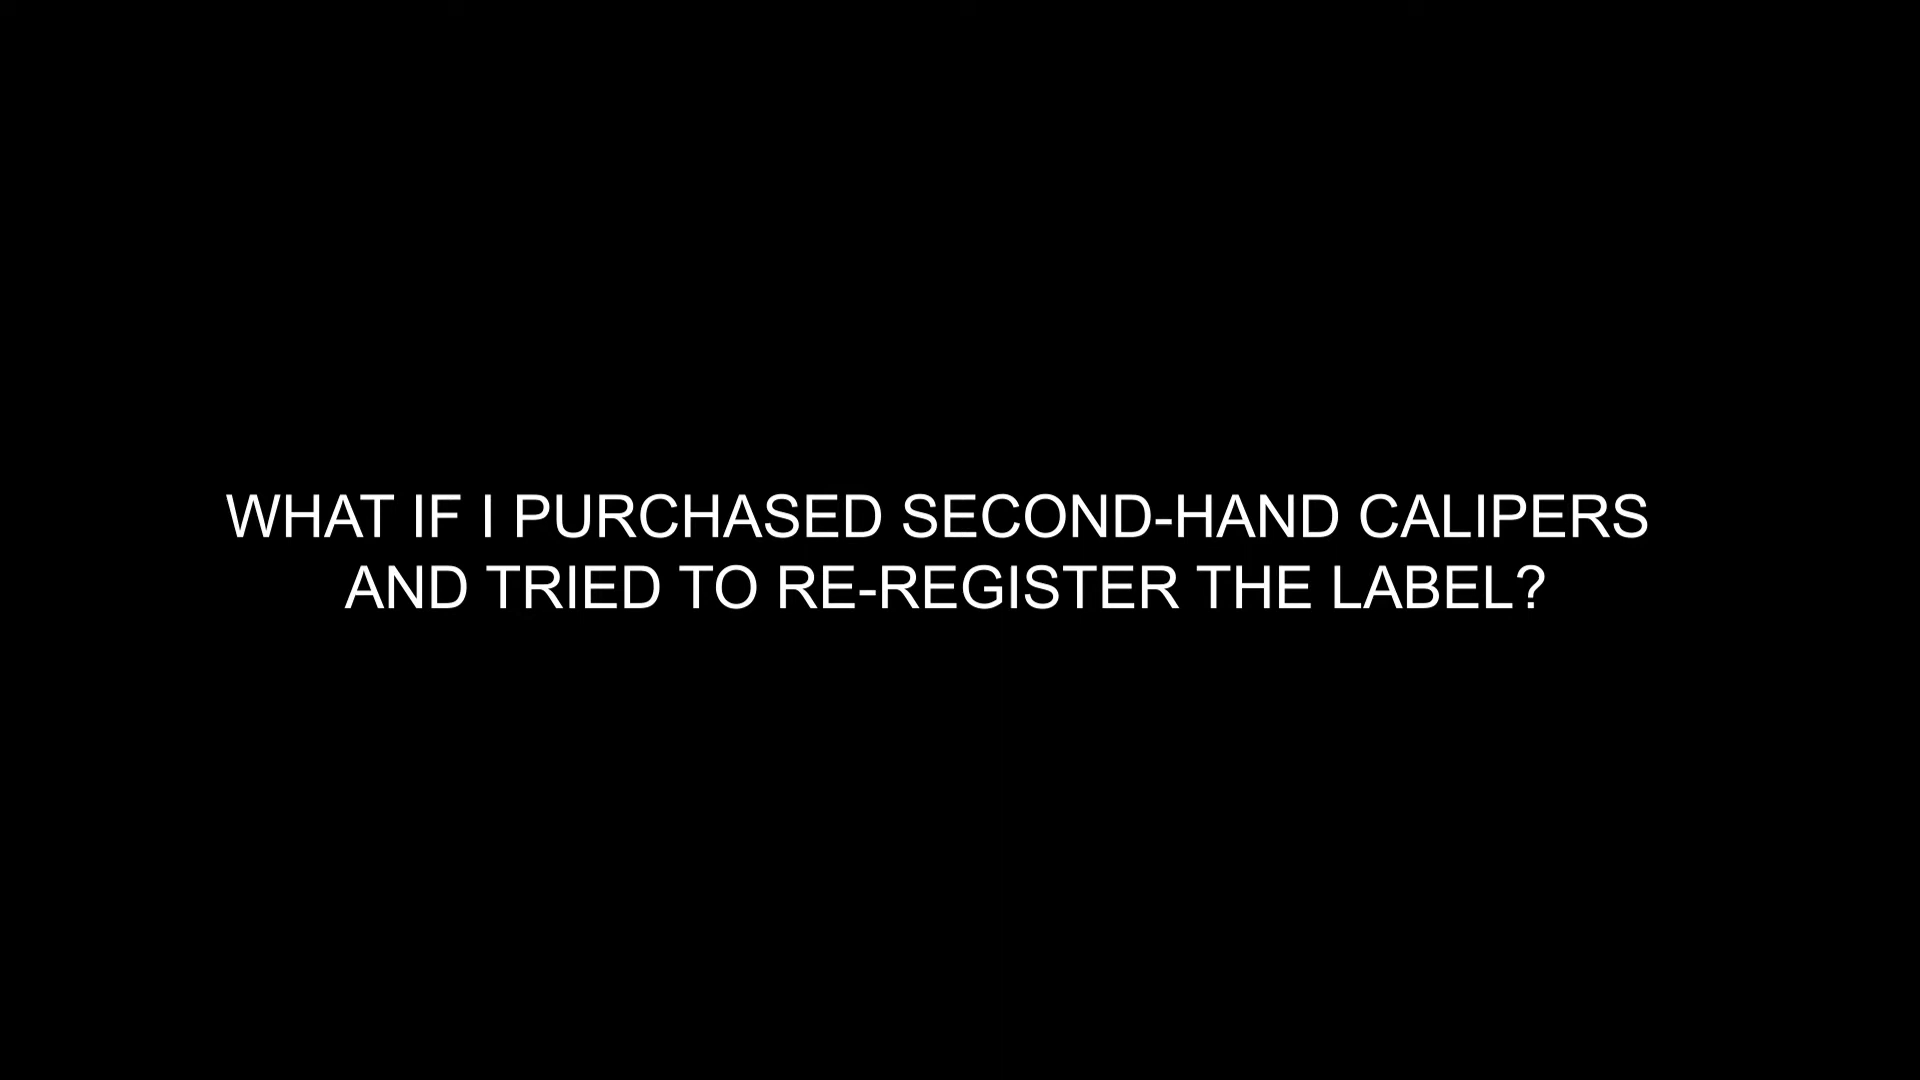 WHAT IF I PURCHASED SECOND-HAND CALIPERS
AND TRIED TO RE-REGISTER THE LABEL?